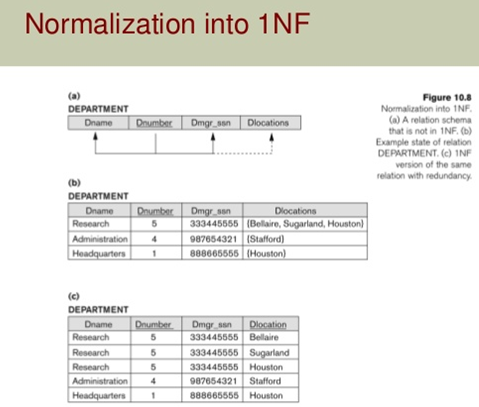 Normalization into 1NF
(a)
DEPARTMENT
Dname Dnumber Dmgr_ssn Dlocations
Figure 10.8
Normalization into 1NF.
(a) A relation schema
that is not in 1NF. (b)
Example state of relation
DEPARTMENT. (c) 1NF
version of the same
relation with redundancy.
(b)
DEPARTMENT
Dname Dnumber Dmgr_ssn Dlocations
Research 5 333445555 {Bellaire, Sugarland, Houston}
Administration 4 987654321 {Stafford}
Headquarters 1 888665555 {Houston}
(c)
DEPARTMENT
Dname Dnumber Dmgr_ssn Dlocation
Research 5 333445555 Bellaire
Research 5 333445555 Sugarland
Research 5 333445555 Houston
Administration 4 987654321 Stafford
Headquarters 1 888665555 Houston